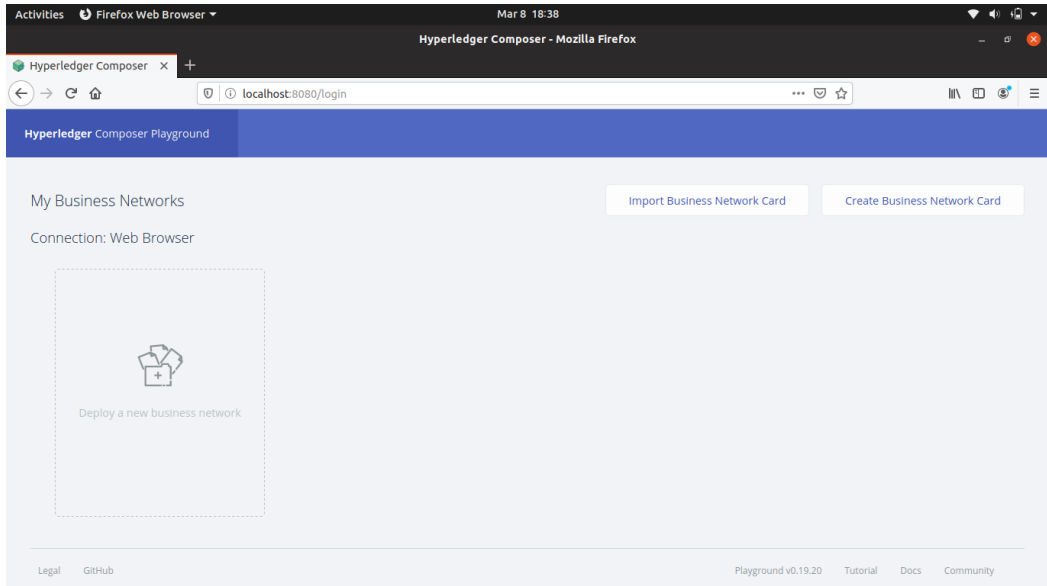 Activities Firefox Web Browser Mar 8 18:38
Hyperledger Composer - Mozilla Firefox
Hyperledger Composer
localhost:8080/login
Hyperledger Composer Playground
My Business Networks Import Business Network Card Create Business Network Card
Connection: Web Browser
Deploy a new business network
Legal GitHub Playground v0.19.20 Tutorial Docs Community